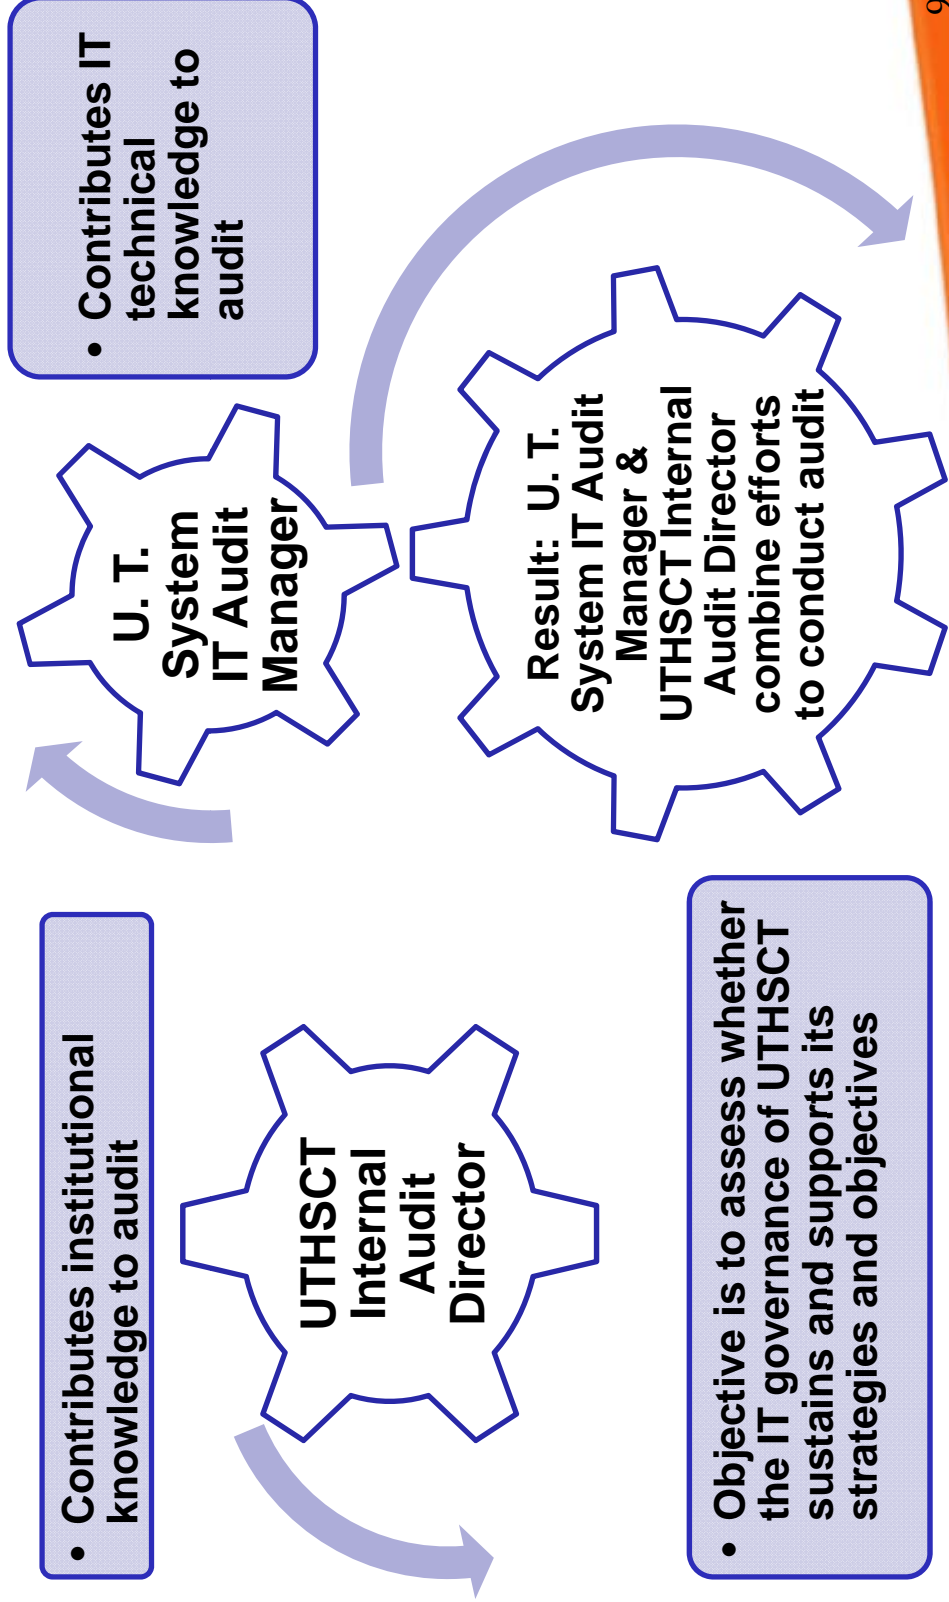 • Contributes institutional
knowledge to audit
UTHSCT
Internal
Audit
Director
• Objective is to assess whether
the IT governance of UTHSCT
sustains and supports its
strategies and objectives
U. T.
System
IT Audit
Manager
• Contributes IT
technical
knowledge to
audit
Result: U. T.
System IT Audit
Manager &
UTHSCT Internal
Audit Director
combine efforts
to conduct audit
9